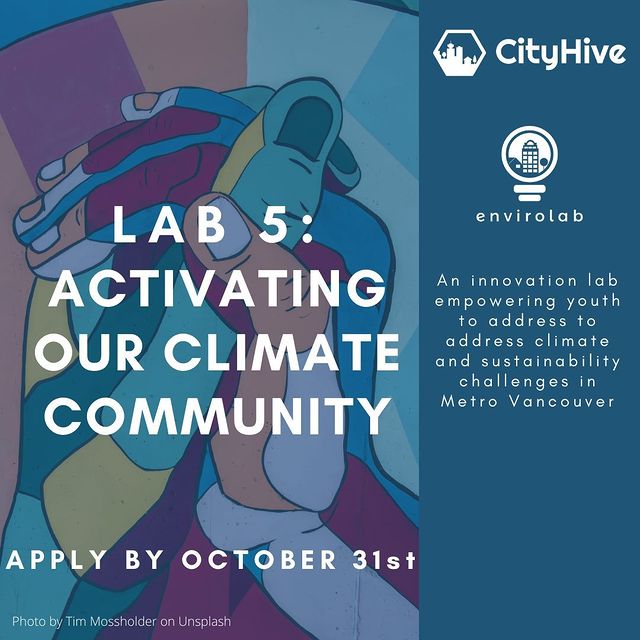 LAB 5:
ACTIVATING
OUR CLIMATE
COMMUNITY
APPLY BY OCTOBER 31st
Photo by Tim Mossholder on Unsplash
CityHive
envirolab
An innovation lab
empowering youth
to address to
address climate
and sustainability
challenges in
Metro Vancouver